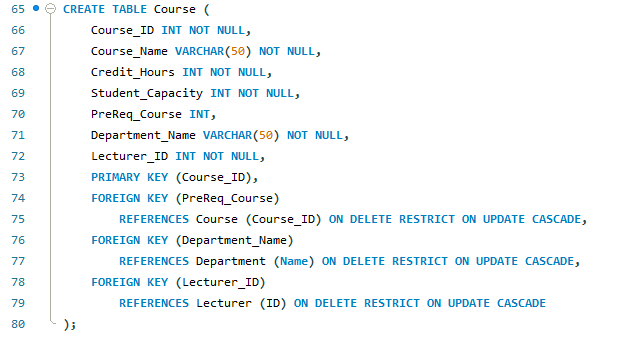 65 CREATE TABLE Course (
66 Course_ID INT NOT NULL,
67 Course_Name VARCHAR(50) NOT NULL,
68 Credit_Hours INT NOT NULL,
69 Student_Capacity INT NOT NULL,
70 PreReq_Course INT,
71 Department_Name VARCHAR(50) NOT NULL,
72 Lecturer_ID INT NOT NULL,
73 PRIMARY KEY (Course_ID),
74 FOREIGN KEY (PreReq_Course)
75 REFERENCES Course (Course_ID) ON DELETE RESTRICT ON UPDATE CASCADE,
76 FOREIGN KEY (Department_Name)
77 REFERENCES Department (Name) ON DELETE RESTRICT ON UPDATE CASCADE,
78 FOREIGN KEY (Lecturer_ID)
79 REFERENCES Lecturer (ID) ON DELETE RESTRICT ON UPDATE CASCADE
80 );